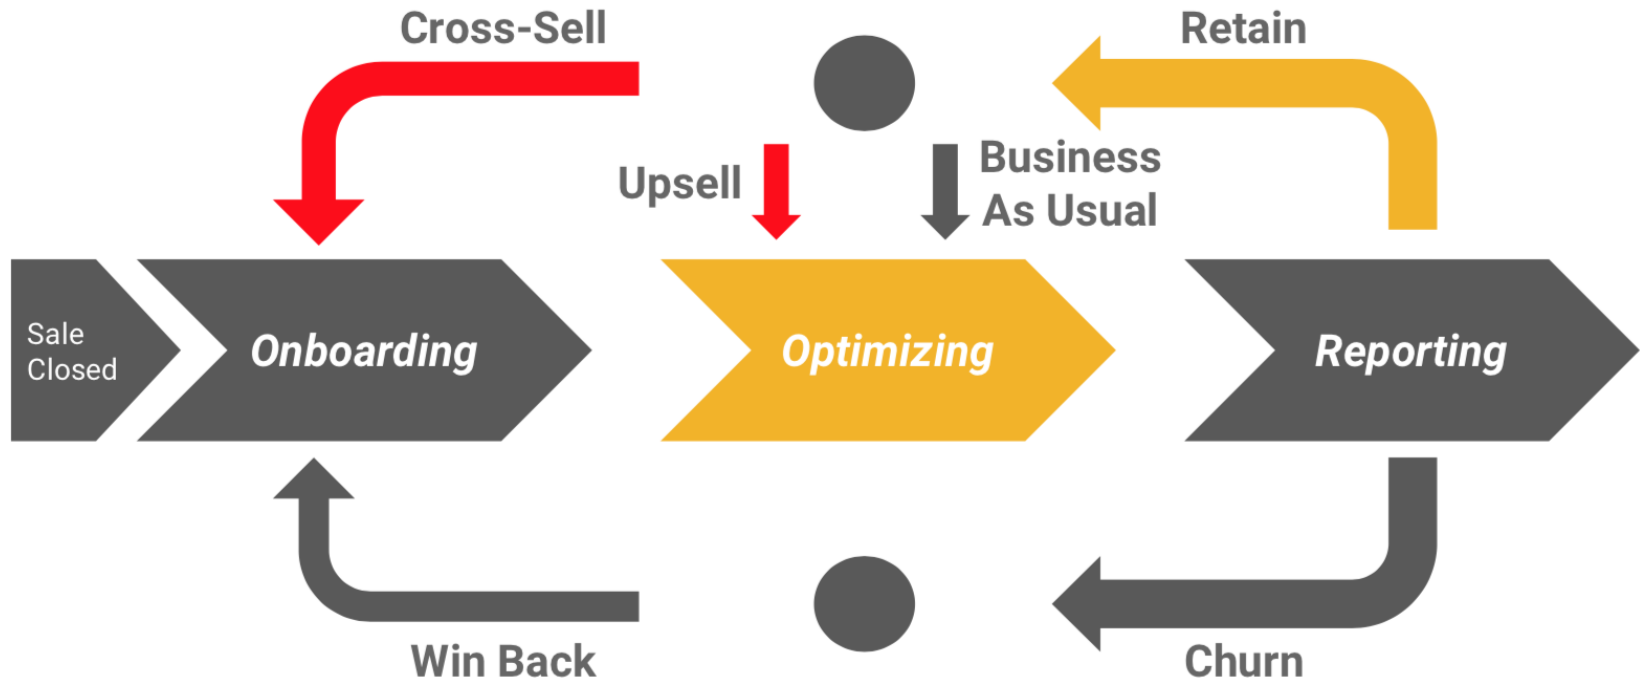 Cross-Sell
Retain
Upsell
Business
As Usual
Sale
Closed
Onboarding
Optimizing
Reporting
Win Back
Churn